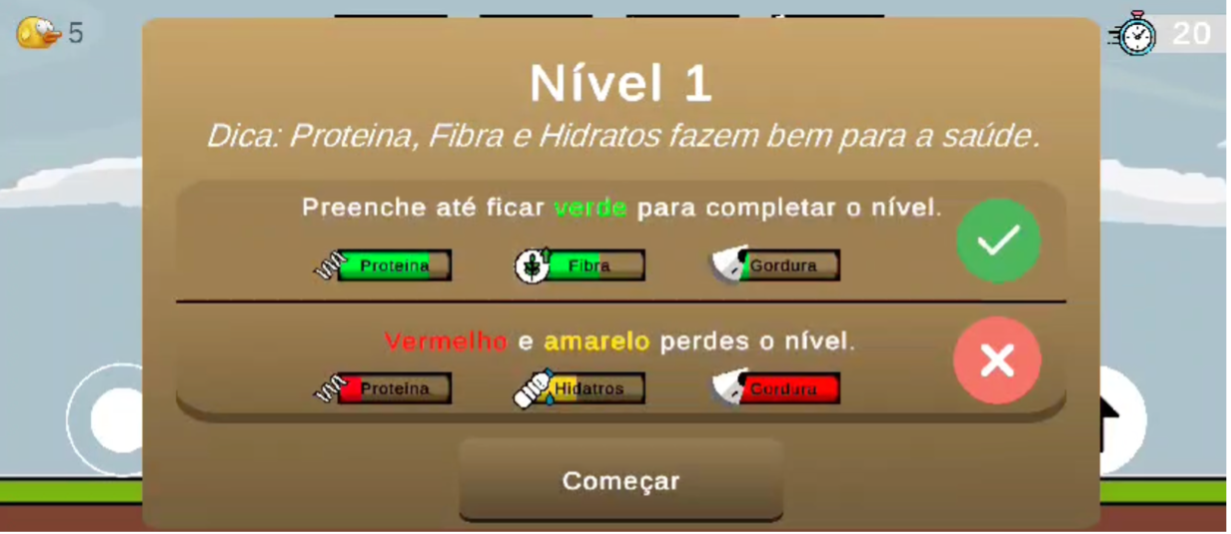 5
20
Nível 1
Dica: Proteina, Fibra e Hidratos fazem bem para a saúde.
Preenche até ficar verde para completar o nível.
Proteina Fibra Gordura
Vermelho e amarelo perdes o nível.
Proteina Hidatros Gordura
Começar